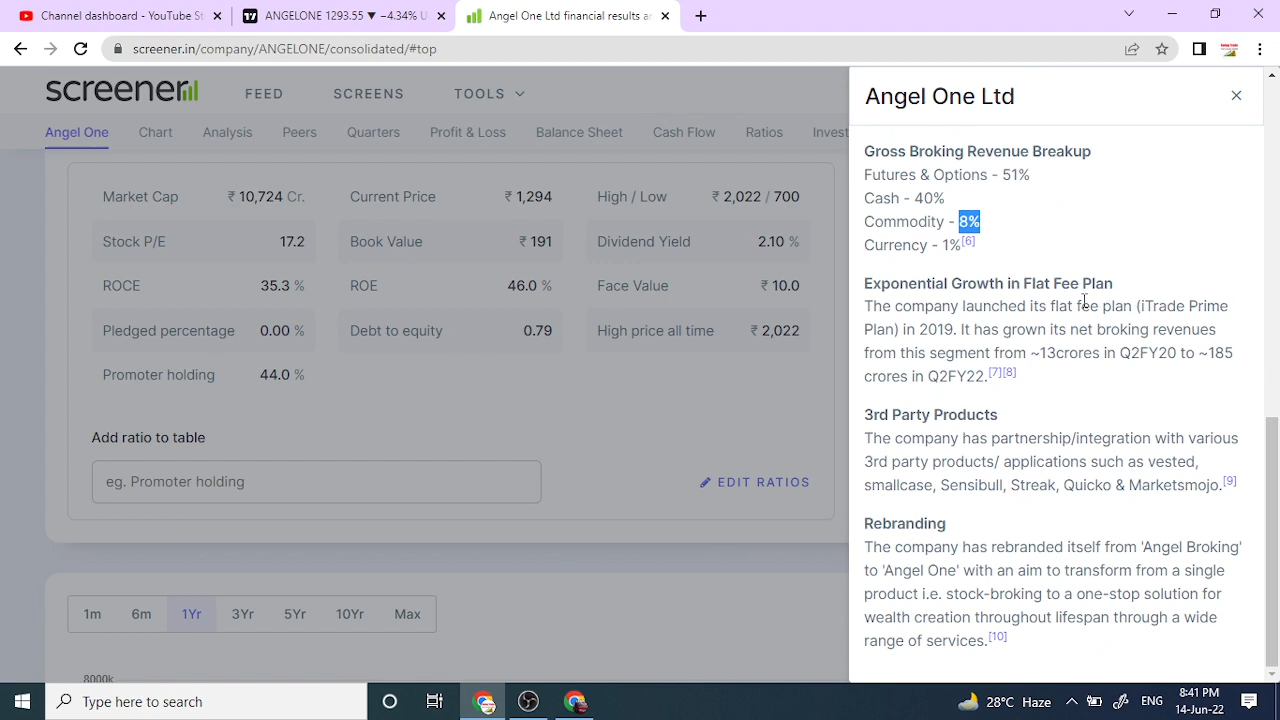 Channel dashboard - YouTube St
ANGELONE 1293.55 ▼ −4.34% U
Angel One Ltd financial results a
screener.in/company/ANGELONE/consolidated/#top
screener
FEED
SCREENS
TOOLS
Angel One
Chart
Analysis
Peers
Quarters
Profit & Loss
Balance Sheet
Cash Flow
Ratios
Invest
Market Cap ₹ 10,724 Cr.
Current Price ₹ 1,294
High / Low ₹ 2,022 / 700
Stock P/E 17.2
Book Value ₹ 191
Dividend Yield 2.10 %
ROCE 35.3 %
ROE 46.0 %
Face Value ₹ 10.0
Pledged percentage 0.00 %
Debt to equity 0.79
High price all time ₹ 2,022
Promoter holding 44.0 %
Add ratio to table
eg. Promoter holding
EDIT RATIOS
1m 6m 1Yr 3Yr 5Yr 10Yr Max
8000k
Angel One Ltd
Gross Broking Revenue Breakup
Futures & Options - 51%
Cash - 40%
Commodity - 8%
Currency - 1%[6]
Exponential Growth in Flat Fee Plan
The company launched its flat fee plan (iTrade Prime
Plan) in 2019. It has grown its net broking revenues
from this segment from ~13crores in Q2FY20 to ~185
crores in Q2FY22.[7][8]
3rd Party Products
The company has partnership/integration with various
3rd party products/ applications such as vested,
smallcase, Sensibull, Streak, Quicko & Marketsmojo.[9]
Rebranding
The company has rebranded itself from 'Angel Broking'
to 'Angel One' with an aim to transform from a single
product i.e. stock-broking to a one-stop solution for
wealth creation throughout lifespan through a wide
range of services.[10]
Type here to search
28°C Haze
ENG
8:41 PM
14-Jun-22